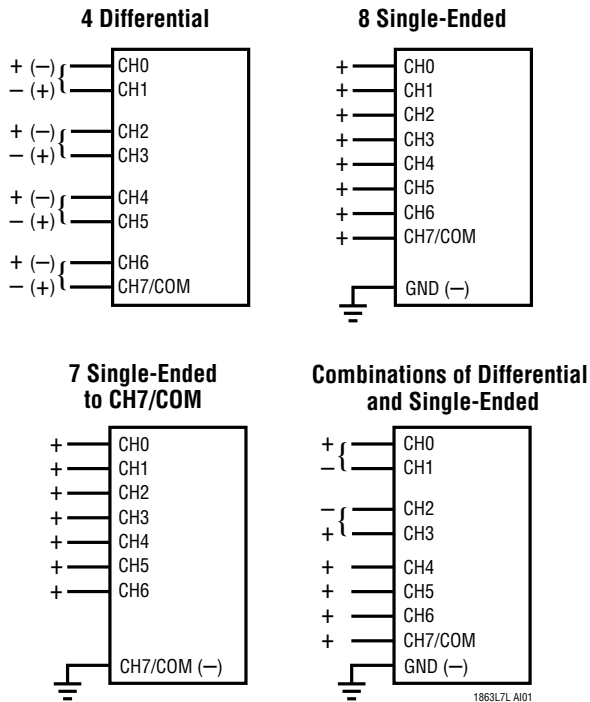 4 Differential
+ (–) CH0
– (+) CH1
+ (–) CH2
– (+) CH3
+ (–) CH4
– (+) CH5
+ (–) CH6
– (+) CH7/COM
8 Single-Ended
+ CH0
+ CH1
+ CH2
+ CH3
+ CH4
+ CH5
+ CH6
+ CH7/COM
GND (–)
7 Single-Ended
to CH7/COM
+ CH0
+ CH1
+ CH2
+ CH3
+ CH4
+ CH5
+ CH6
CH7/COM (–)
Combinations of Differential
and Single-Ended
+ CH0
– CH1
– CH2
+ CH3
+ CH4
+ CH5
+ CH6
+ CH7/COM
GND (–)
1863L7L AI01